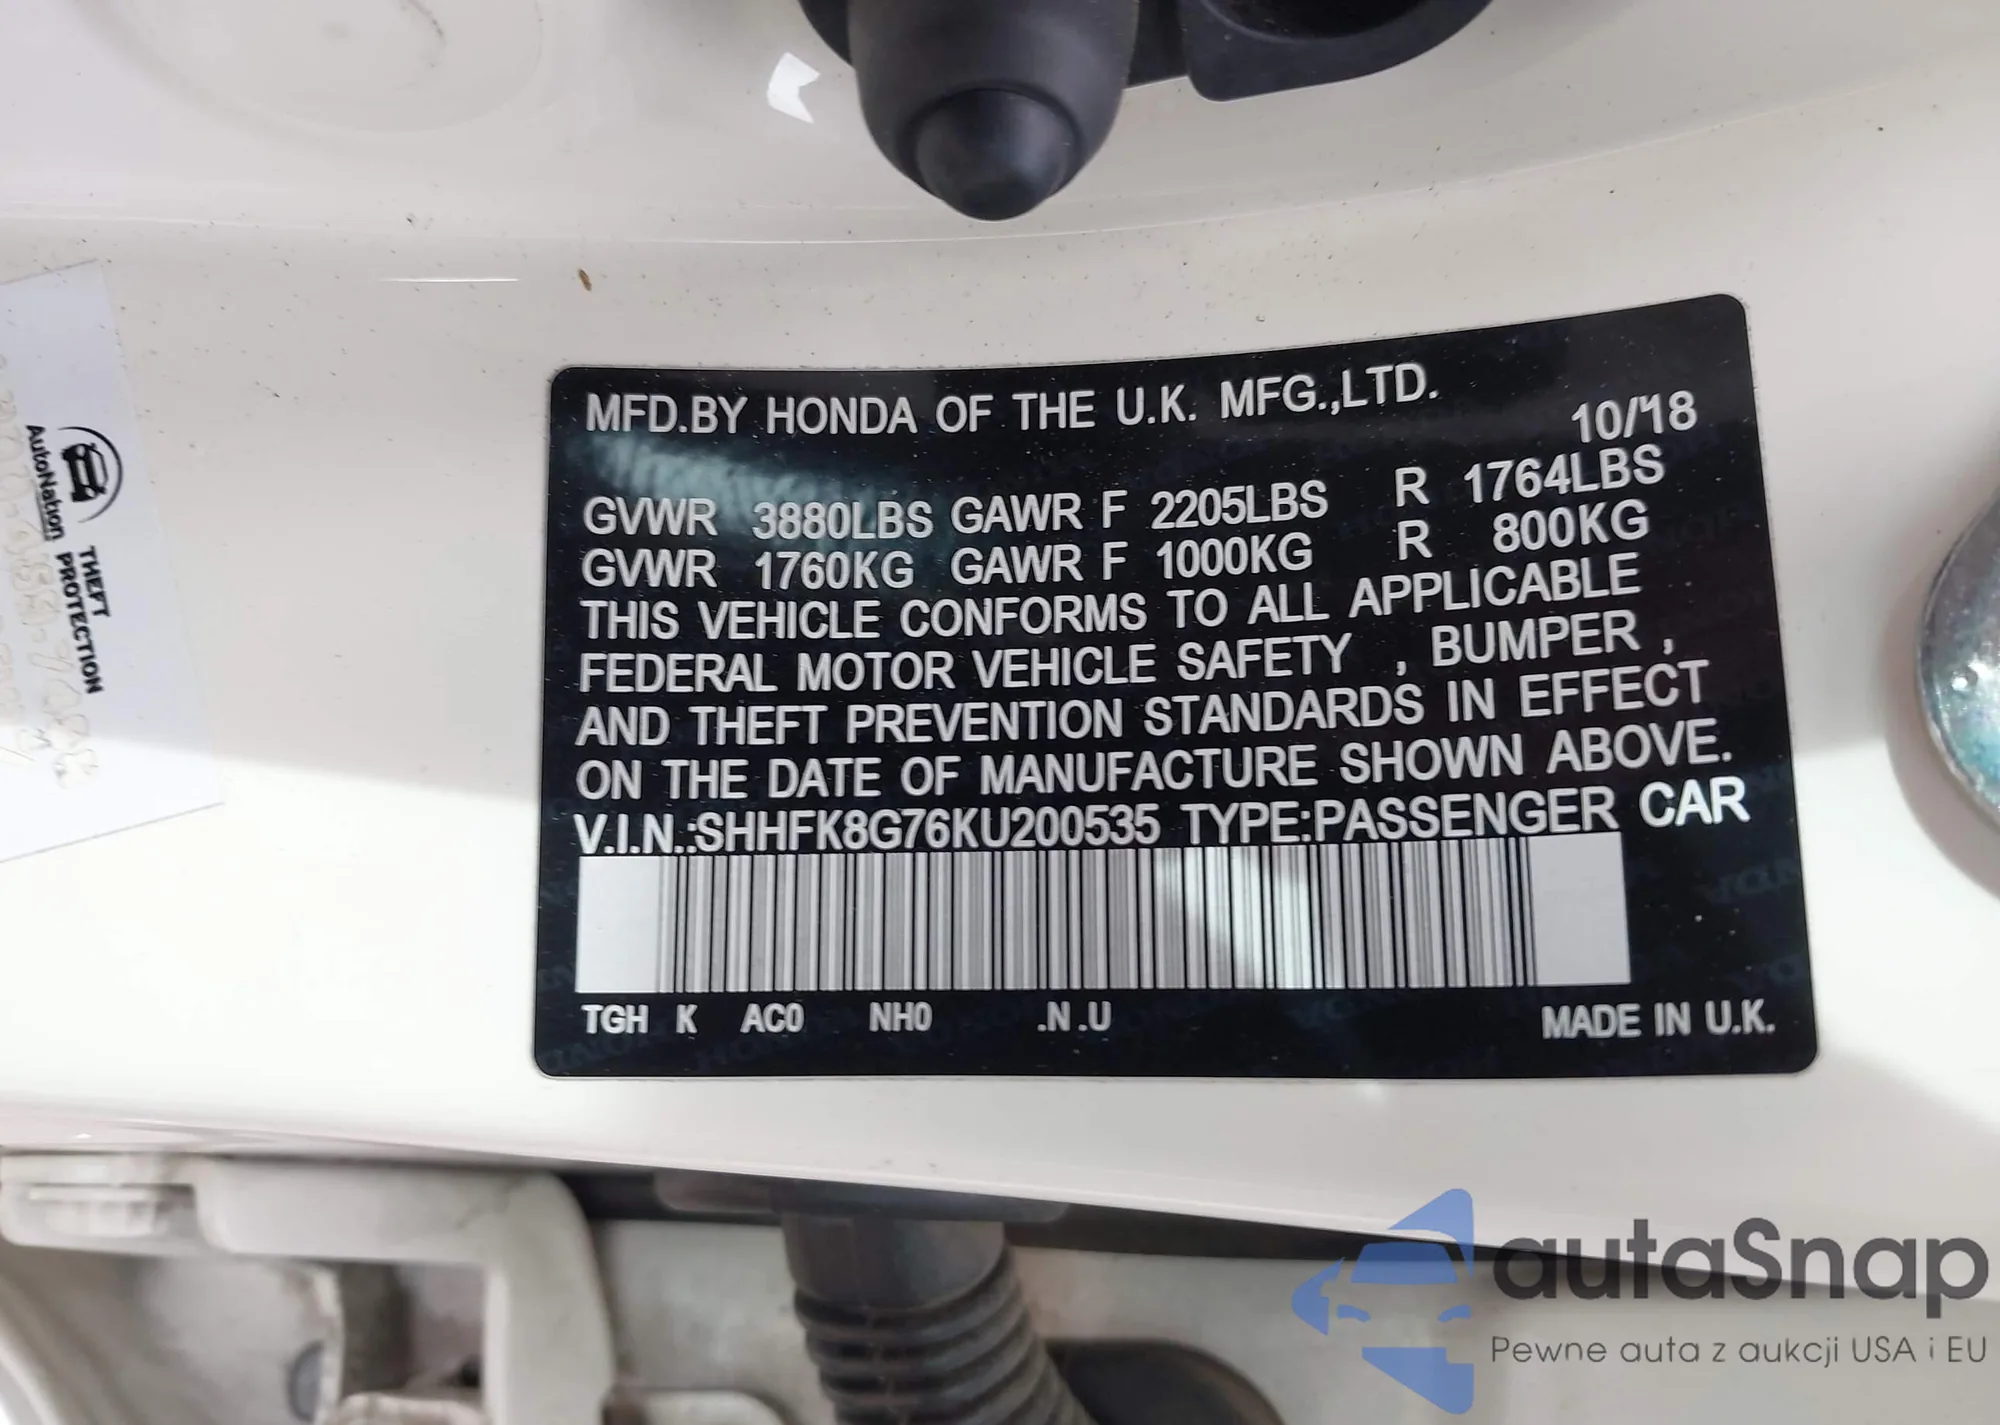 MFD.BY HONDA OF THE U.K. MFG.,LTD.
10/18
GVWR 3880LBS GAWR F 2205LBS R 1764LBS
GVWR 1760KG GAWR F 1000KG R 800KG
THIS VEHICLE CONFORMS TO ALL APPLICABLE
FEDERAL MOTOR VEHICLE SAFETY , BUMPER ,
AND THEFT PREVENTION STANDARDS IN EFFECT
ON THE DATE OF MANUFACTURE SHOWN ABOVE.
V.I.N.:SHHFK8G76KU200535 TYPE:PASSENGER CAR
TGH K AC0 NH0 .N.U MADE IN U.K.
AutoNation
THEFT
PROTECTION
autaSnap
Pewne auta z aukcji USA i EU